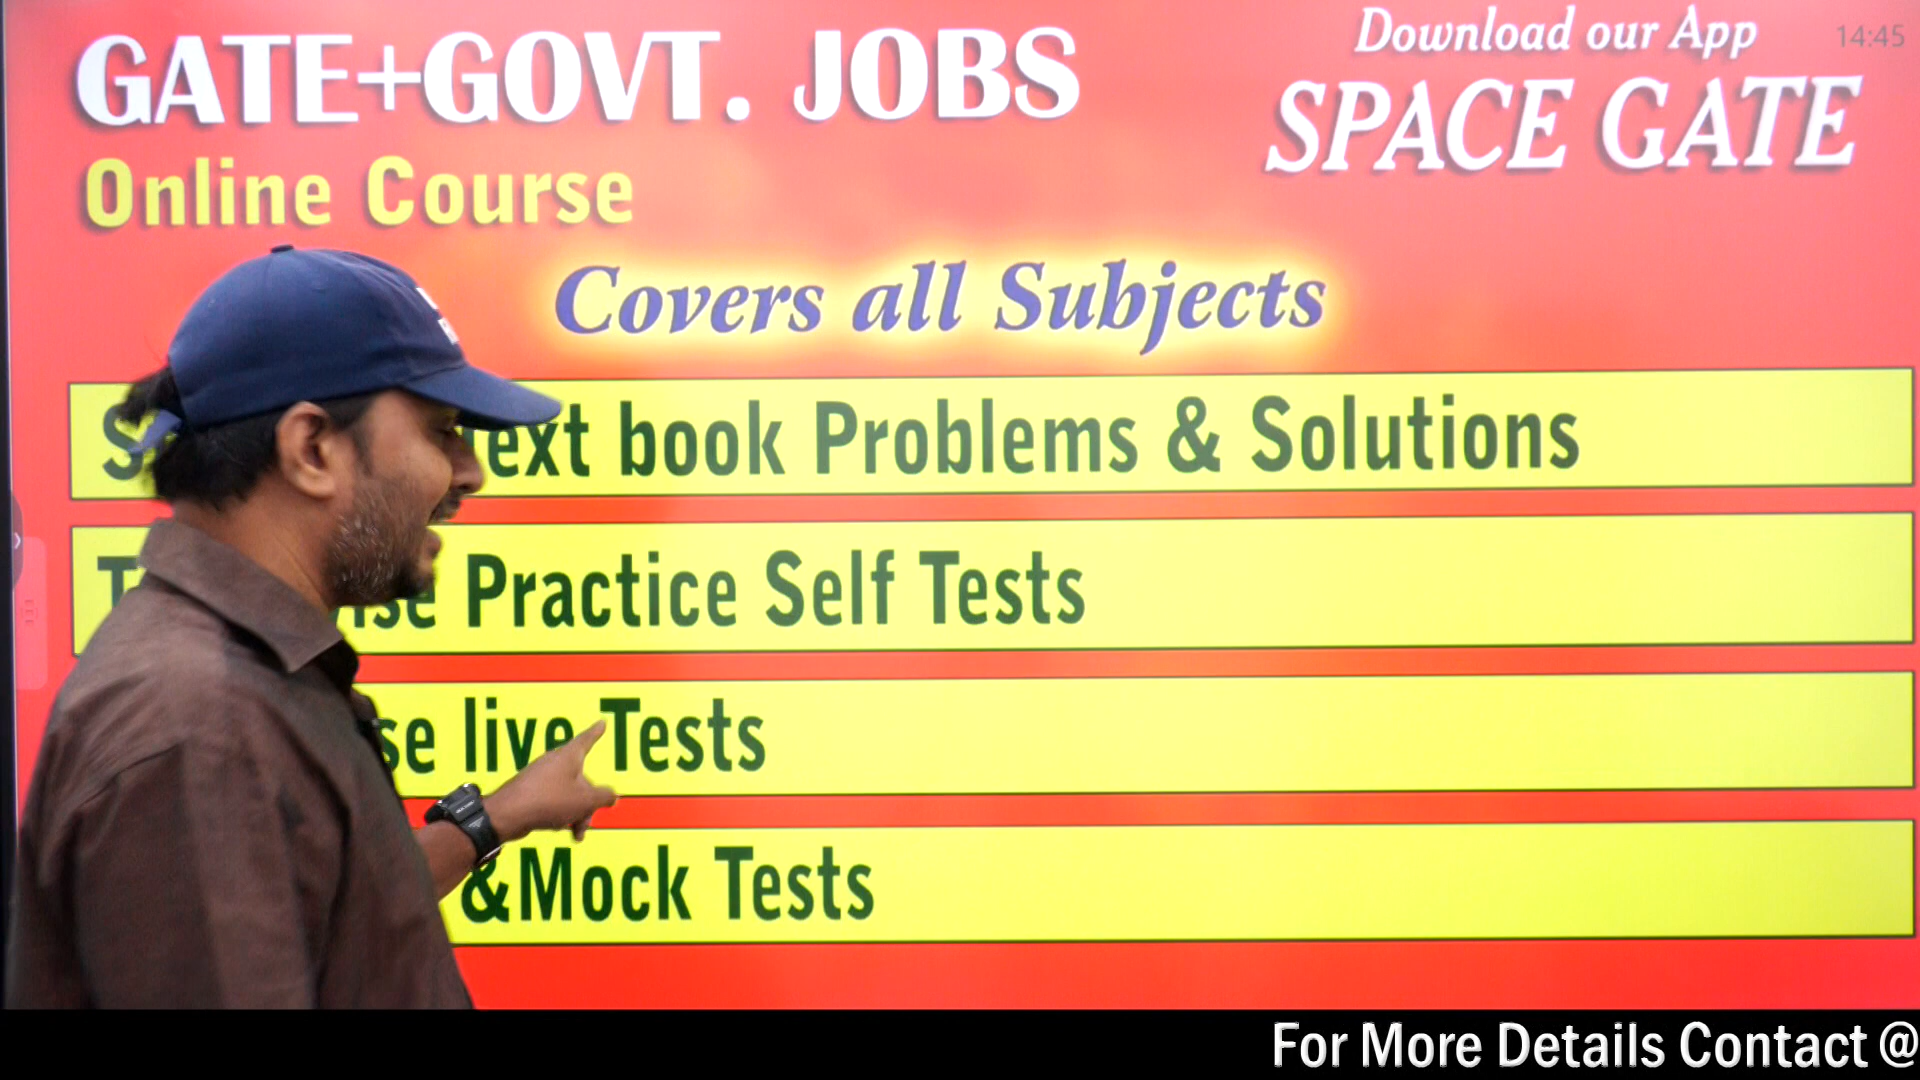 GATE+GOVT. JOBS
Download our App
14:45
SPACE GATE
Online Course
Covers all Subjects
book Problems & Solutions
Practice Self Tests
live Tests
&Mock Tests
For More Details Contact @